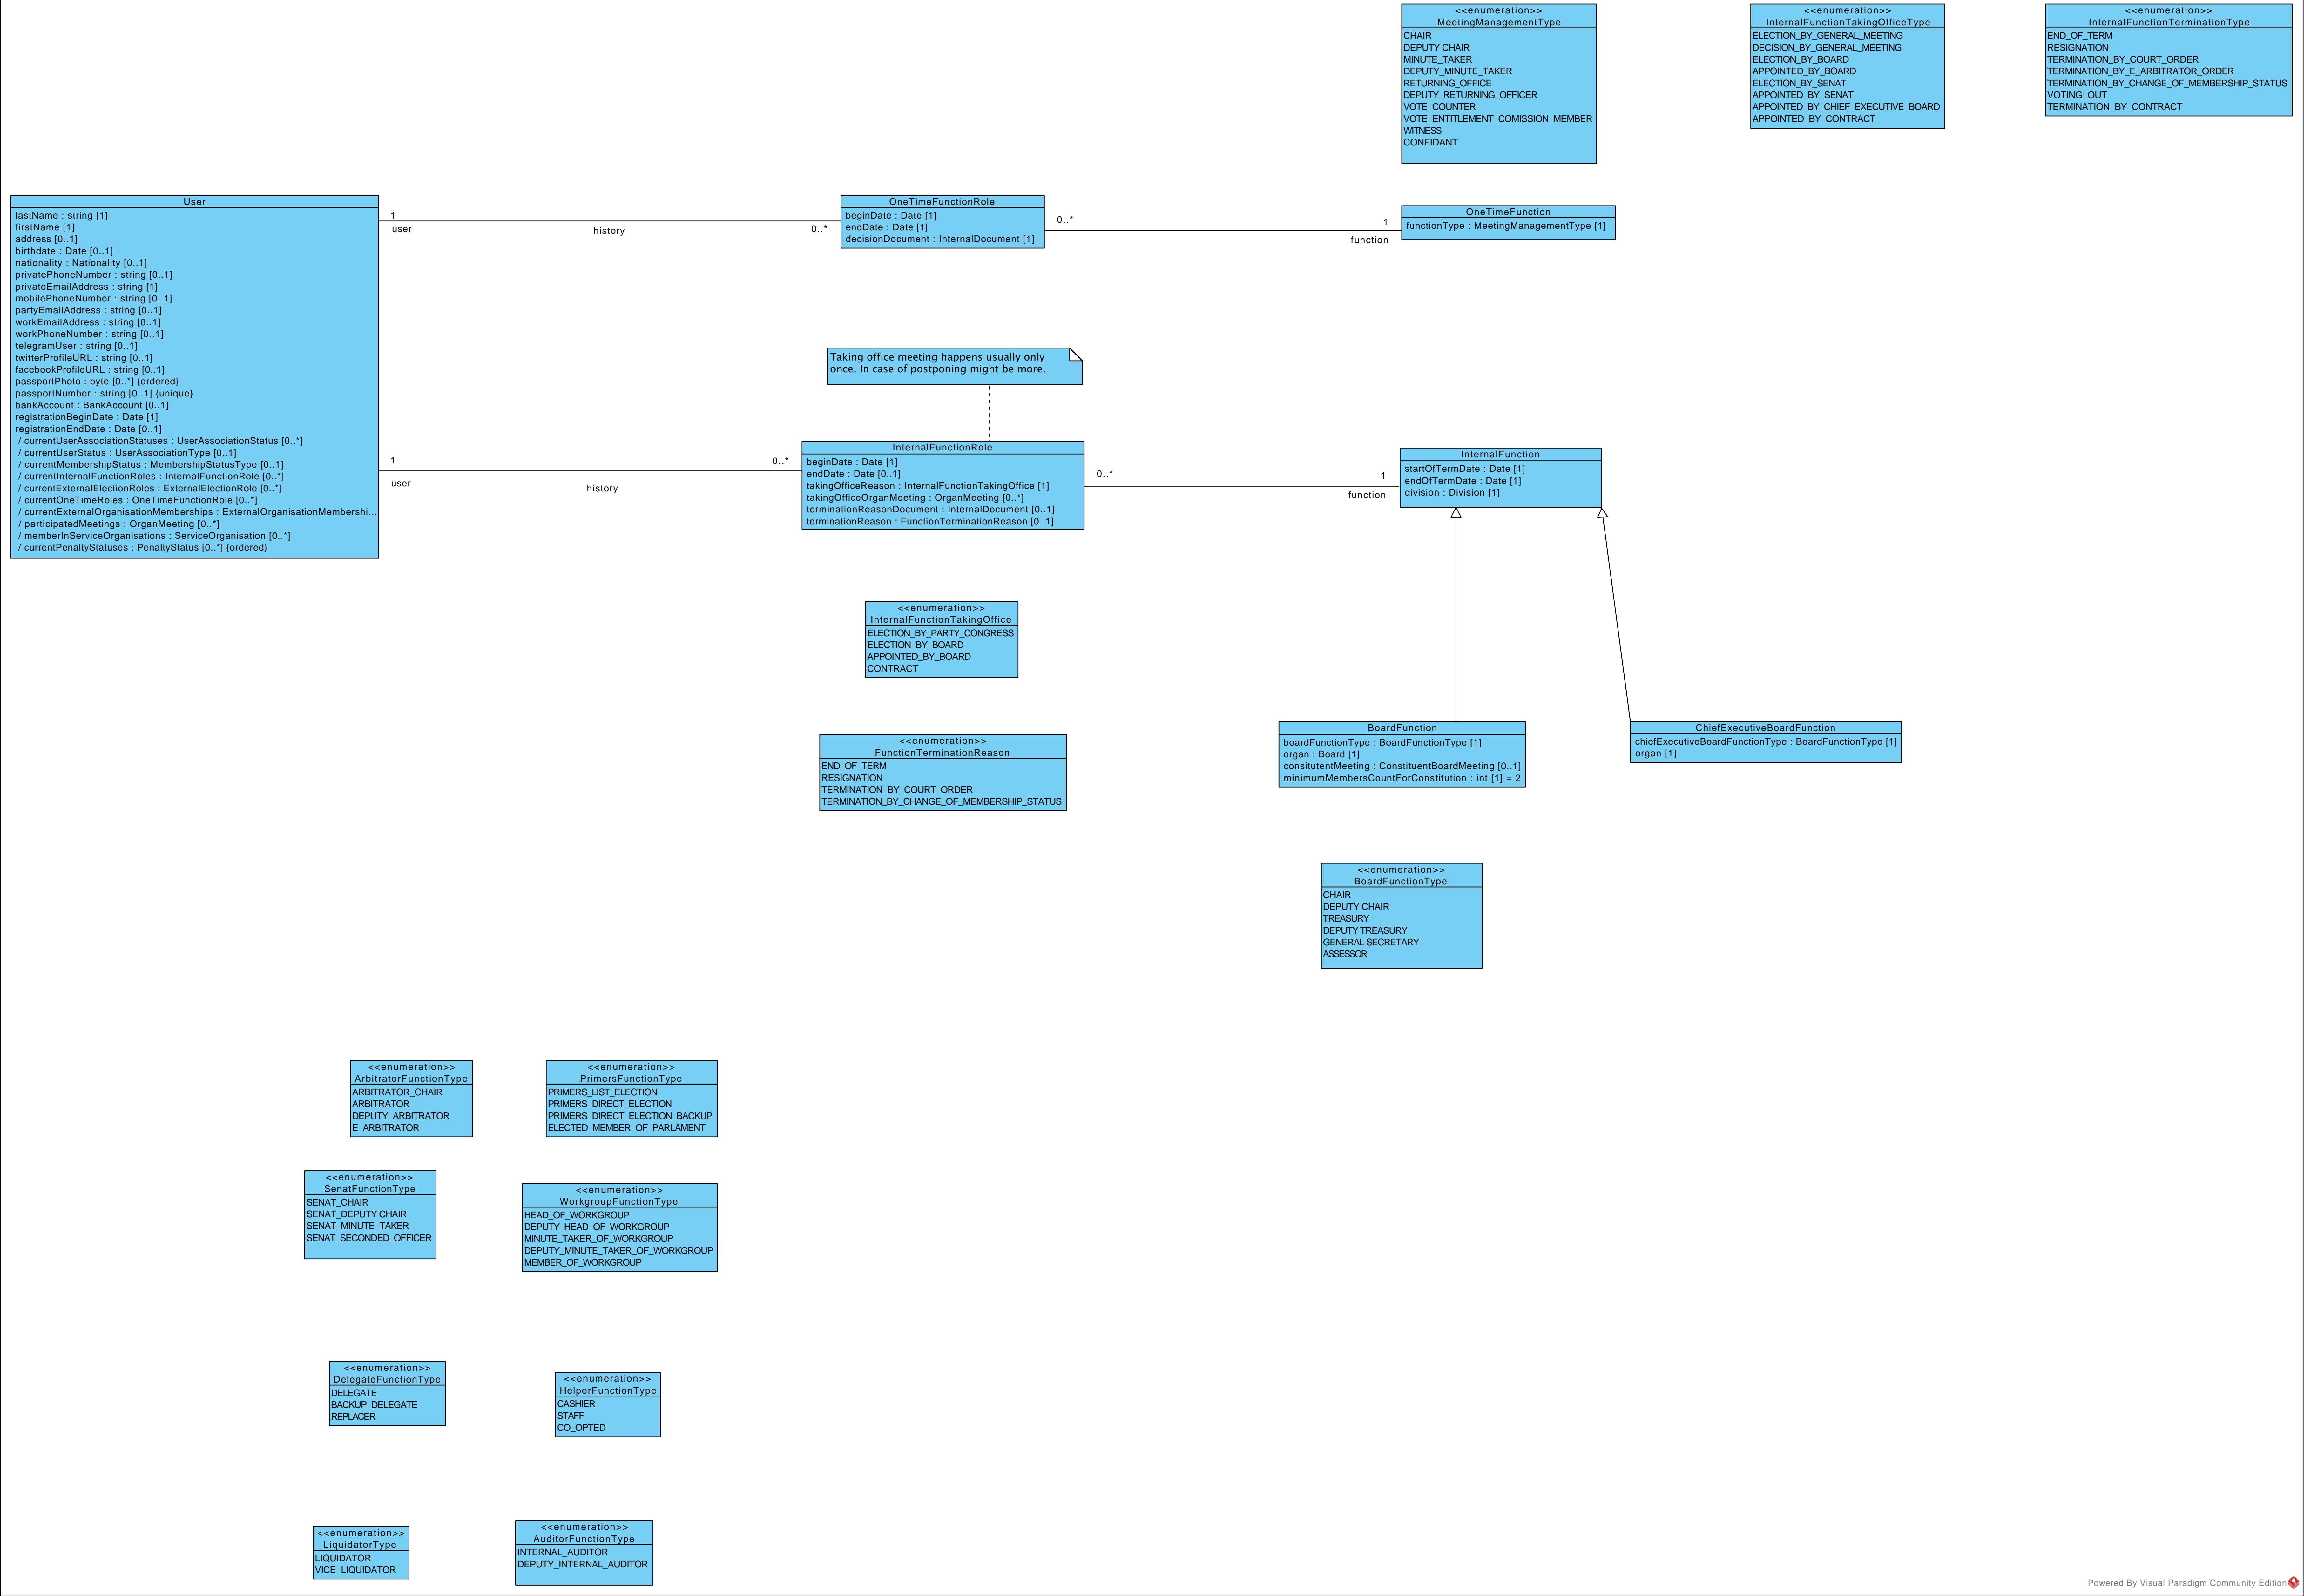 <<enumeration>>
MeetingManagementType
CHAIR
DEPUTY CHAIR
MINUTE_TAKER
DEPUTY_MINUTE_TAKER
RETURNING_OFFICE
DEPUTY_RETURNING_OFFICER
VOTE_COUNTER
VOTE_ENTITLEMENT_COMISSION_MEMBER
WITNESS
CONFIDANT
<<enumeration>>
InternalFunctionTakingOfficeType
ELECTION_BY_GENERAL_MEETING
DECISION_BY_GENERAL_MEETING
ELECTION_BY_BOARD
APPOINTED_BY_BOARD
ELECTION_BY_SENAT
APPOINTED_BY_SENAT
APPOINTED_BY_CHIEF_EXECUTIVE_BOARD
APPOINTED_BY_CONTRACT
<<enumeration>>
InternalFunctionTerminationType
END_OF_TERM
RESIGNATION
TERMINATION_BY_COURT_ORDER
TERMINATION_BY_E_ARBITRATOR_ORDER
TERMINATION_BY_CHANGE_OF_MEMBERSHIP_STATUS
VOTING_OUT
TERMINATION_BY_CONTRACT
User
lastName : string [1]
firstName [1]
address [0..1]
birthdate : Date [0..1]
nationality : Nationality [0..1]
privatePhoneNumber : string [0..1]
privateEmailAddress : string [1]
mobilePhoneNumber : string [0..1]
partyEmailAddress : string [0..1]
workEmailAddress : string [0..1]
workPhoneNumber : string [0..1]
telegramUser : string [0..1]
twitterProfileURL : string [0..1]
facebookProfileURL : string [0..1]
passportPhoto : byte [0..*] {ordered}
passportNumber : string [0..1] {unique}
bankAccount : BankAccount [0..1]
registrationBeginDate : Date [1]
registrationEndDate : Date [0..1]
/ currentUserAssociationStatuses : UserAssociationStatus [0..*]
/ currentUserStatus : UserAssociationType [0..1]
/ currentMembershipStatus : MembershipStatusType [0..1]
/ currentInternalFunctionRoles : InternalFunctionRole [0..*]
/ currentExternalElectionRoles : ExternalElectionRole [0..*]
/ currentOneTimeRoles : OneTimeFunctionRole [0..*]
/ currentExternalOrganisationMemberships : ExternalOrganisationMembershi...
/ participatedMeetings : OrganMeeting [0..*]
/ memberInServiceOrganisations : ServiceOrganisation [0..*]
/ currentPenaltyStatuses : PenaltyStatus [0..*] {ordered}
1
user
history
0..*
OneTimeFunctionRole
beginDate : Date [1]
endDate : Date [1]
decisionDocument : InternalDocument [1]
0..*
1
function
OneTimeFunction
functionType : MeetingManagementType [1]
Taking office meeting happens usually only
once. In case of postponing might be more.
1
user
history
0..*
InternalFunctionRole
beginDate : Date [1]
endDate : Date [0..1]
takingOfficeReason : InternalFunctionTakingOffice [1]
takingOfficeOrganMeeting : OrganMeeting [0..*]
terminationReasonDocument : InternalDocument [0..1]
terminationReason : FunctionTerminationReason [0..1]
0..*
1
function
InternalFunction
startOfTermDate : Date [1]
endOfTermDate : Date [1]
division : Division [1]
<<enumeration>>
InternalFunctionTakingOffice
ELECTION_BY_PARTY_CONGRESS
ELECTION_BY_BOARD
APPOINTED_BY_BOARD
CONTRACT
<<enumeration>>
FunctionTerminationReason
END_OF_TERM
RESIGNATION
TERMINATION_BY_COURT_ORDER
TERMINATION_BY_CHANGE_OF_MEMBERSHIP_STATUS
BoardFunction
boardFunctionType : BoardFunctionType [1]
organ : Board [1]
consitutentMeeting : ConstituentBoardMeeting [0..1]
minimumMembersCountForConstitution : int [1] = 2
ChiefExecutiveBoardFunction
chiefExecutiveBoardFunctionType : BoardFunctionType [1]
organ [1]
<<enumeration>>
BoardFunctionType
CHAIR
DEPUTY CHAIR
TREASURY
DEPUTY TREASURY
GENERAL SECRETARY
ASSESSOR
<<enumeration>>
ArbitratorFunctionType
ARBITRATOR_CHAIR
ARBITRATOR
DEPUTY_ARBITRATOR
E_ARBITRATOR
<<enumeration>>
PrimersFunctionType
PRIMERS_LIST_ELECTION
PRIMERS_DIRECT_ELECTION
PRIMERS_DIRECT_ELECTION_BACKUP
ELECTED_MEMBER_OF_PARLAMENT
<<enumeration>>
SenatFunctionType
SENAT_CHAIR
SENAT_DEPUTY CHAIR
SENAT_MINUTE_TAKER
SENAT_SECONDED_OFFICER
<<enumeration>>
WorkgroupFunctionType
HEAD_OF_WORKGROUP
DEPUTY_HEAD_OF_WORKGROUP
MINUTE_TAKER_OF_WORKGROUP
DEPUTY_MINUTE_TAKER_OF_WORKGROUP
MEMBER_OF_WORKGROUP
<<enumeration>>
DelegateFunctionType
DELEGATE
BACKUP_DELEGATE
REPLACER
<<enumeration>>
HelperFunctionType
CASHIER
STAFF
CO_OPTED
<<enumeration>>
LiquidatorType
LIQUIDATOR
VICE_LIQUIDATOR
<<enumeration>>
AuditorFunctionType
INTERNAL_AUDITOR
DEPUTY_INTERNAL_AUDITOR
Powered By Visual Paradigm Community Edition